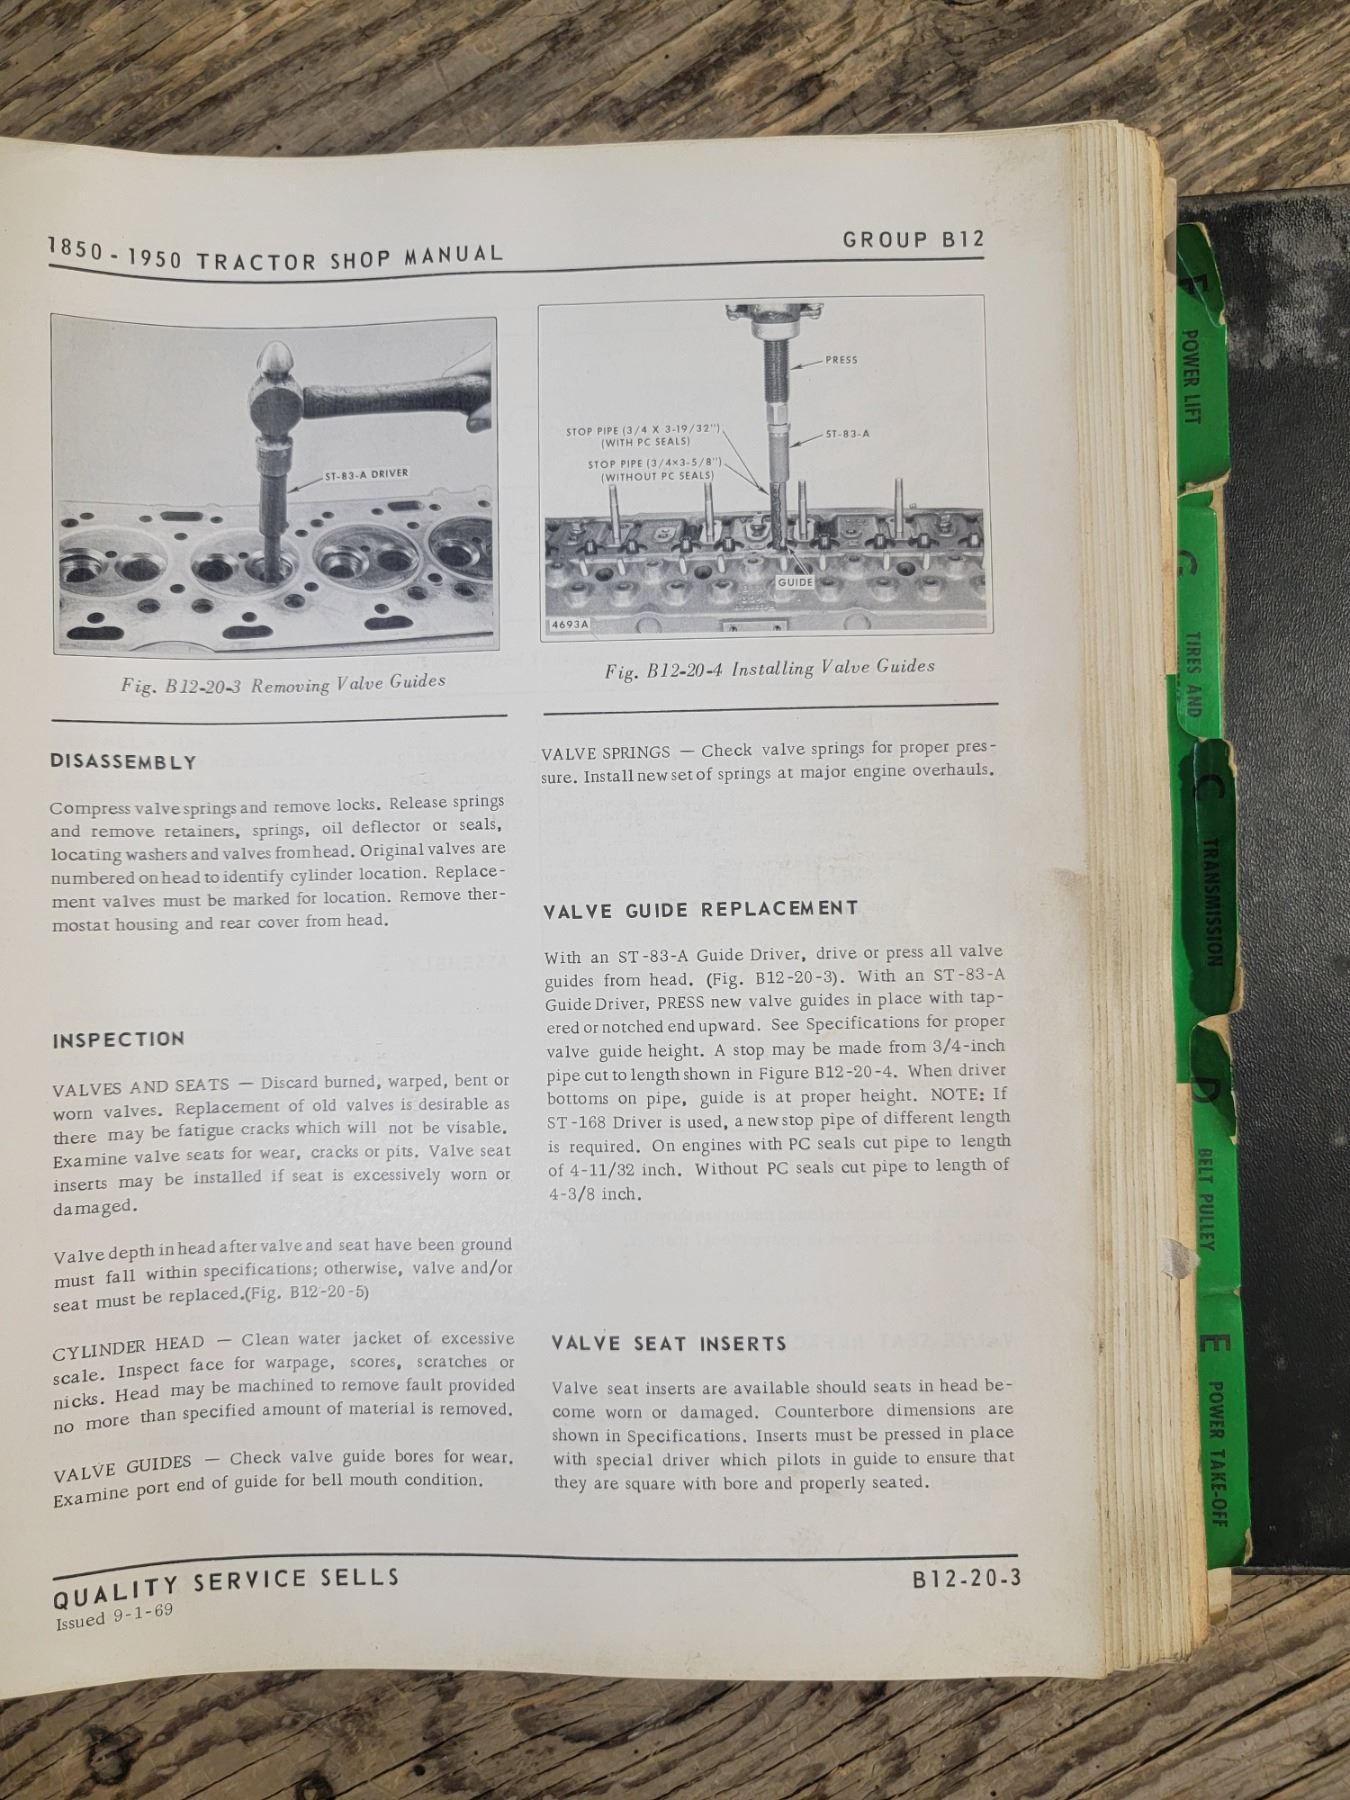 1850 - 1950 TRACTOR SHOP MANUAL
GROUP B12
ST-83-A DRIVER
Fig. B12-20-3 Removing Valve Guides
PRESS
STOP PIPE (3/4 X 3-19/32")
(WITH PC SEALS)
ST-83-A
STOP PIPE (3/4x3-5/8")
(WITHOUT PC SEALS)
GUIDE
4693A
Fig. B12-20-4 Installing Valve Guides
DISASSEMBLY
Compress valve springs and remove locks. Release springs
and remove retainers, springs, oil deflector or seals,
locating washers and valves from head. Original valves are
numbered on head to identify cylinder location. Replace-
ment valves must be marked for location. Remove ther-
mostat housing and rear cover from head.
INSPECTION
VALVES AND SEATS — Discard burned, warped, bent or
worn valves. Replacement of old valves is desirable as
there may be fatigue cracks which will not be visable.
Examine valve seats for wear, cracks or pits. Valve seat
inserts may be installed if seat is excessively worn or
damaged.
Valve depth in head after valve and seat have been ground
must fall within specifications; otherwise, valve and/or
seat must be replaced.(Fig. B12-20-5)
CYLINDER HEAD — Clean water jacket of excessive
scale. Inspect face for warpage, scores, scratches or
nicks. Head may be machined to remove fault provided
no more than specified amount of material is removed.
VALVE GUIDES — Check valve guide bores for wear.
Examine port end of guide for bell mouth condition.
VALVE SPRINGS — Check valve springs for proper pres-
sure. Install new set of springs at major engine overhauls.
VALVE GUIDE REPLACEMENT
With an ST-83-A Guide Driver, drive or press all valve
guides from head. (Fig. B12-20-3). With an ST-83-A
Guide Driver, PRESS new valve guides in place with tap-
ered or notched end upward. See Specifications for proper
valve guide height. A stop may be made from 3/4-inch
pipe cut to length shown in Figure B12-20-4. When driver
bottoms on pipe, guide is at proper height. NOTE: If
ST-168 Driver is used, a new stop pipe of different length
is required. On engines with PC seals cut pipe to length
of 4-11/32 inch. Without PC seals cut pipe to length of
4-3/8 inch.
VALVE SEAT INSERTS
Valve seat inserts are available should seats in head be-
come worn or damaged. Counterbore dimensions are
shown in Specifications. Inserts must be pressed in place
with special driver which pilots in guide to ensure that
they are square with bore and properly seated.
QUALITY SERVICE SELLS
Issued 9-1-69
B12-20-3
F
POWER LIFT
G
TIRES AND
C
TRANSMISSION
D
BELT PULLEY
E
POWER TAKE-OFF